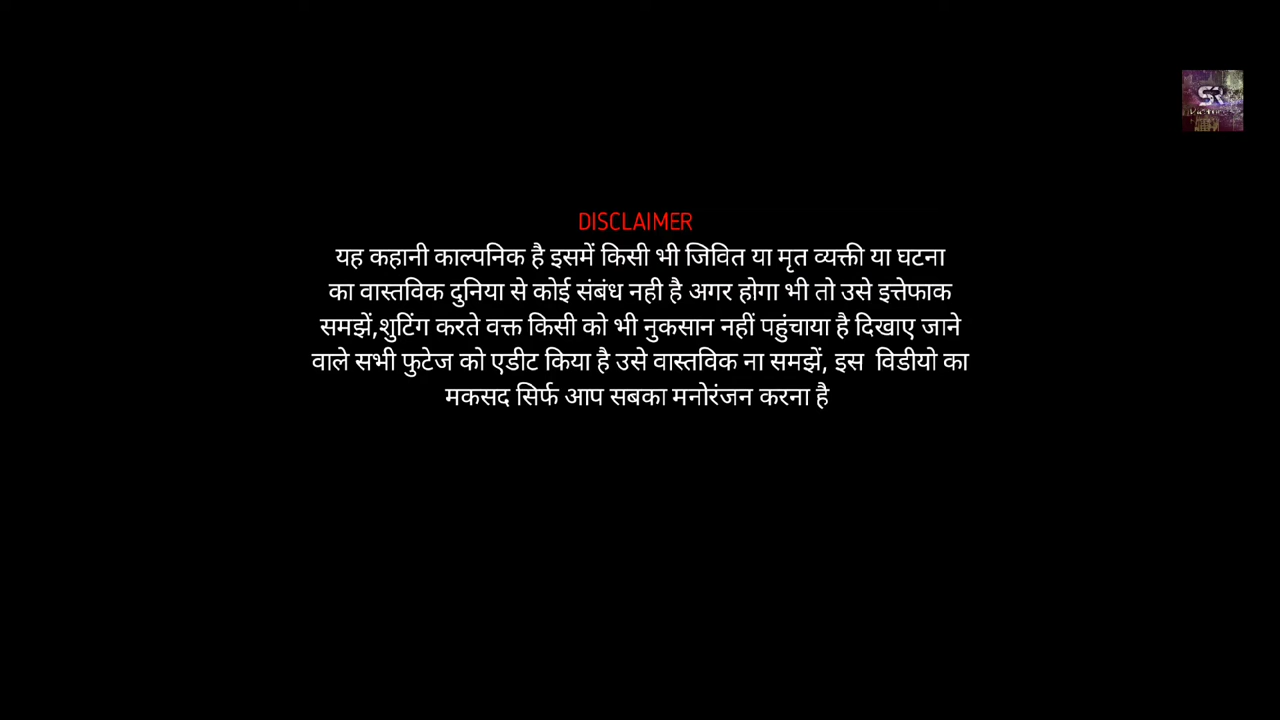 SR
DISCLAIMER
यह कहानी काल्पनिक है इसमें किसी भी जिवित या मृत व्यक्ती या घटना
का वास्तविक दुनिया से कोई संबंध नही है अगर होगा भी तो उसे इत्तेफाक
समझें,शुटिंग करते वक्त किसी को भी नुकसान नहीं पहुंचाया है दिखाए जाने
वाले सभी फुटेज को एडीट किया है उसे वास्तविक ना समझें, इस  विडीयो का
मकसद सिर्फ आप सबका मनोरंजन करना है